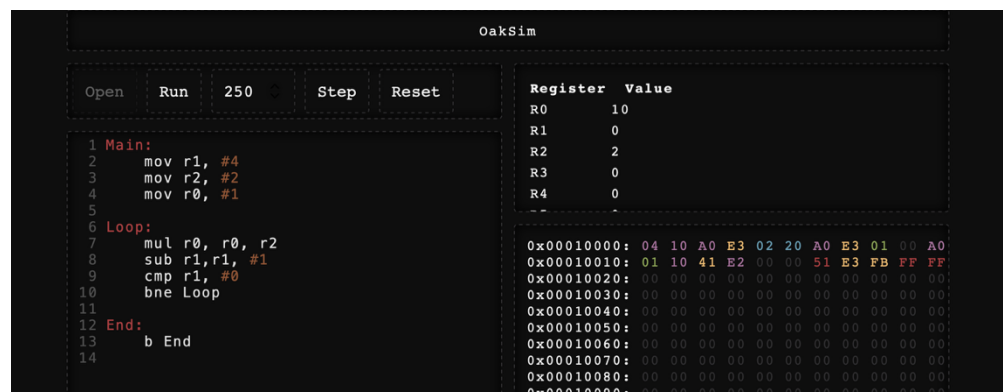 OakSim
Open Run 250 Step Reset
1 Main:
2 mov r1, #4
3 mov r2, #2
4 mov r0, #1
5
6 Loop:
7 mul r0, r0, r2
8 sub r1,r1, #1
9 cmp r1, #0
10 bne Loop
11
12 End:
13 b End
14
Register Value
R0 10
R1 0
R2 2
R3 0
R4 0
0x00010000: 04 10 A0 E3 02 20 A0 E3 01 00 A0
0x00010010: 01 10 41 E2 00 00 51 E3 FB FF FF
0x00010020: 00 00 00 00 00 00 00 00 00 00 00
0x00010030: 00 00 00 00 00 00 00 00 00 00 00
0x00010040: 00 00 00 00 00 00 00 00 00 00 00
0x00010050: 00 00 00 00 00 00 00 00 00 00 00
0x00010060: 00 00 00 00 00 00 00 00 00 00 00
0x00010070: 00 00 00 00 00 00 00 00 00 00 00
0x00010080: 00 00 00 00 00 00 00 00 00 00 00